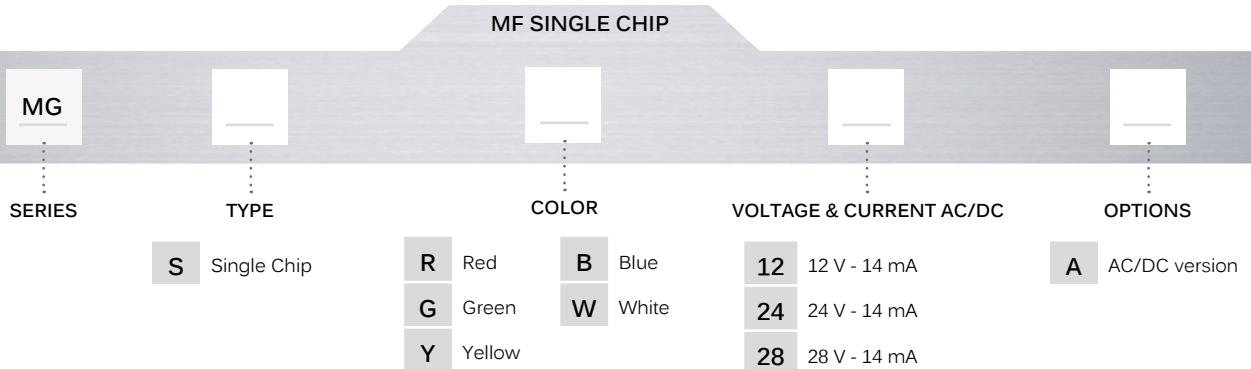 MF SINGLE CHIP
MG
SERIES
TYPE
COLOR
VOLTAGE & CURRENT AC/DC
OPTIONS
S Single Chip
R Red
G Green
Y Yellow
B Blue
W White
12 12 V - 14 mA
24 24 V - 14 mA
28 28 V - 14 mA
A AC/DC version